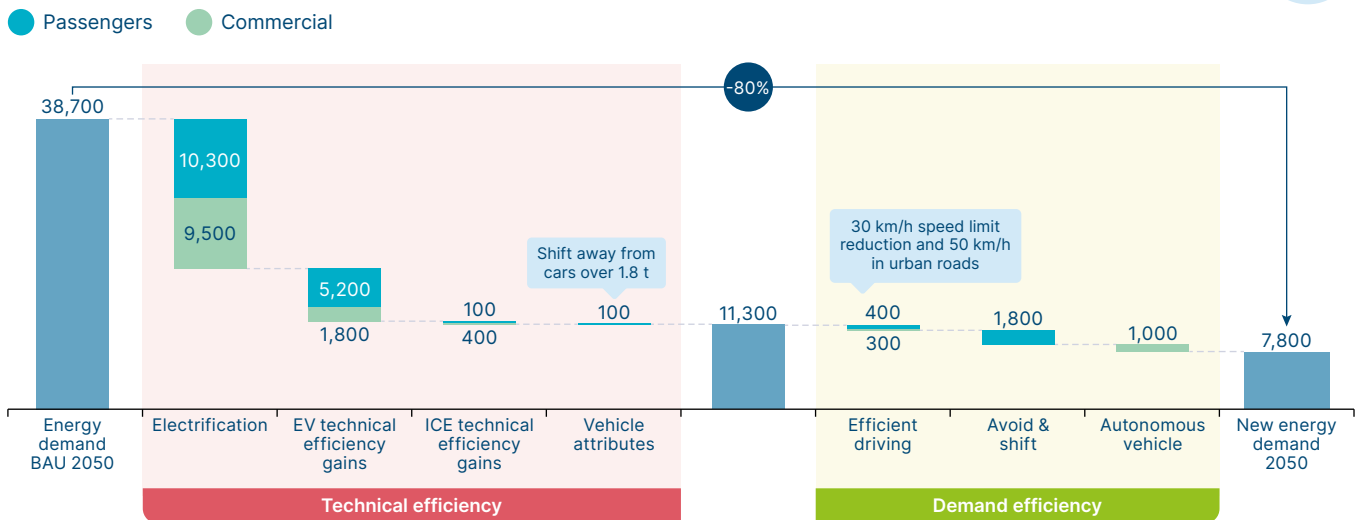 Passengers
Commercial
-80%
38,700
10,300
9,500
5,200
1,800
100
400
Shift away from
cars over 1.8 t
100
11,300
30 km/h speed limit
reduction and 50 km/h
in urban roads
400
300
1,800
1,000
7,800
Energy
demand
BAU 2050
Electrification
EV technical
efficiency
gains
ICE technical
efficiency
gains
Vehicle
attributes
Efficient
driving
Avoid &
shift
Autonomous
vehicle
New energy
demand
2050
Technical efficiency
Demand efficiency